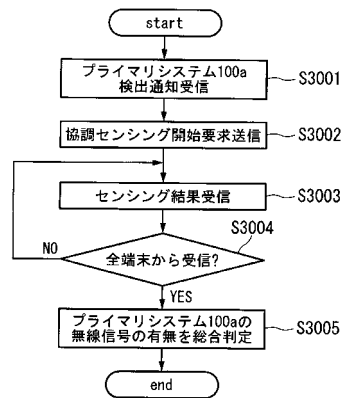 start
プライマリシステム100a
検出通知受信
S3001
協調センシング開始要求送信
S3002
センシング結果受信
S3003
S3004
全端末から受信?
NO
YES
プライマリシステム100aの
無線信号の有無を総合判定
S3005
end